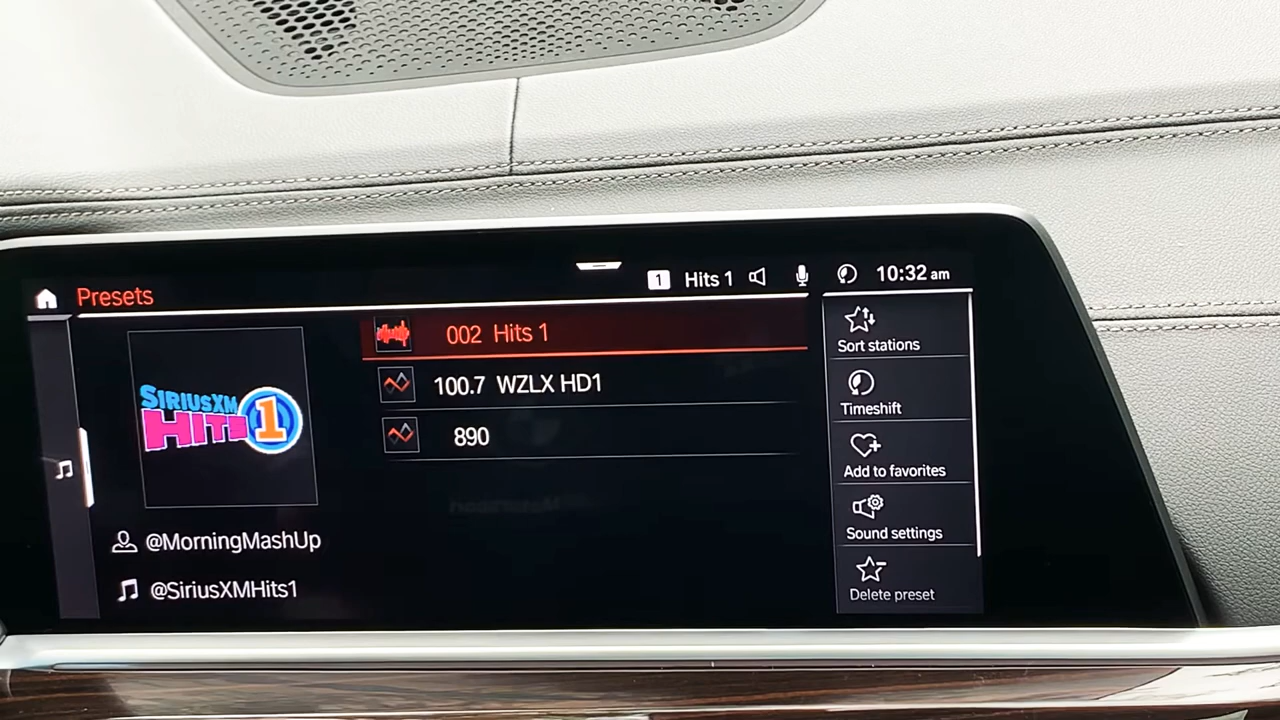 1 Hits 1 10:32 am
Presets
SIRIUSXM
HITS 1
@MorningMashUp
@SiriusXMHits1
002 Hits 1
100.7 WZLX HD1
890
Sort stations
Timeshift
Add to favorites
Sound settings
Delete preset